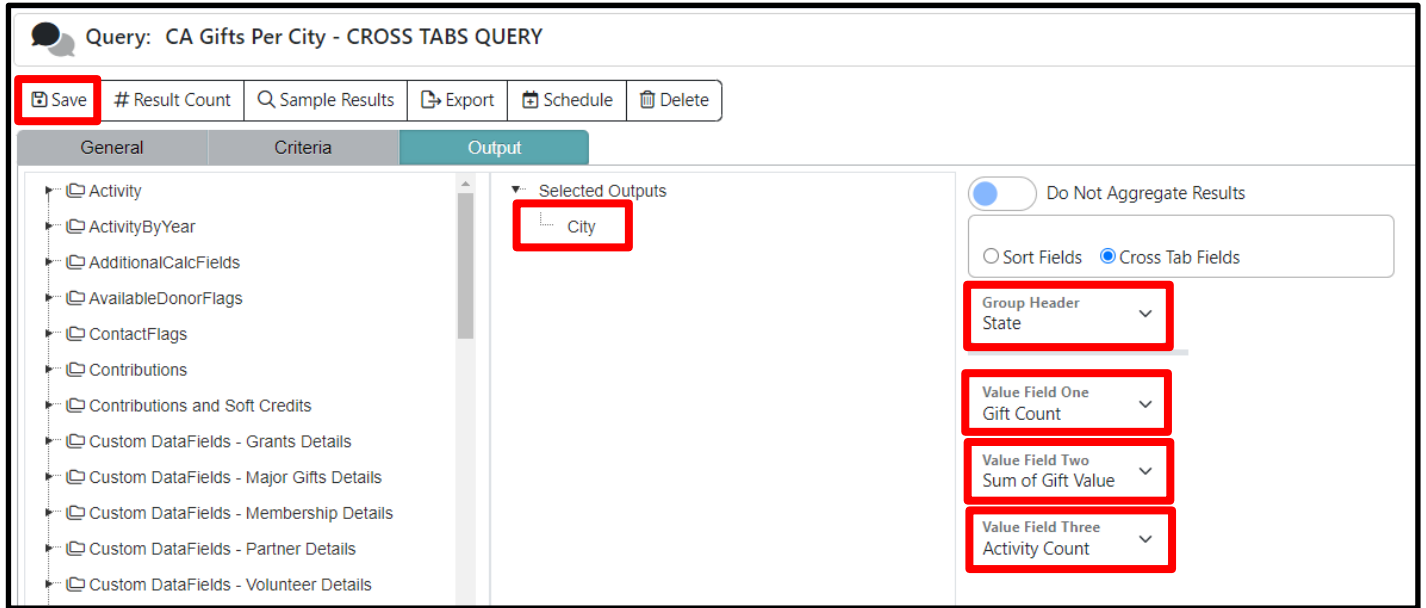 Query: CA Gifts Per City - CROSS TABS QUERY
Save # Result Count Sample Results Export Schedule Delete
General Criteria Output
Activity
ActivityByYear
AdditionalCalcFields
AvailableDonorFlags
ContactFlags
Contributions
Contributions and Soft Credits
Custom DataFields - Grants Details
Custom DataFields - Major Gifts Details
Custom DataFields - Membership Details
Custom DataFields - Partner Details
Custom DataFields - Volunteer Details
Selected Outputs
City
Do Not Aggregate Results
Sort Fields Cross Tab Fields
Group Header
State
Value Field One
Gift Count
Value Field Two
Sum of Gift Value
Value Field Three
Activity Count